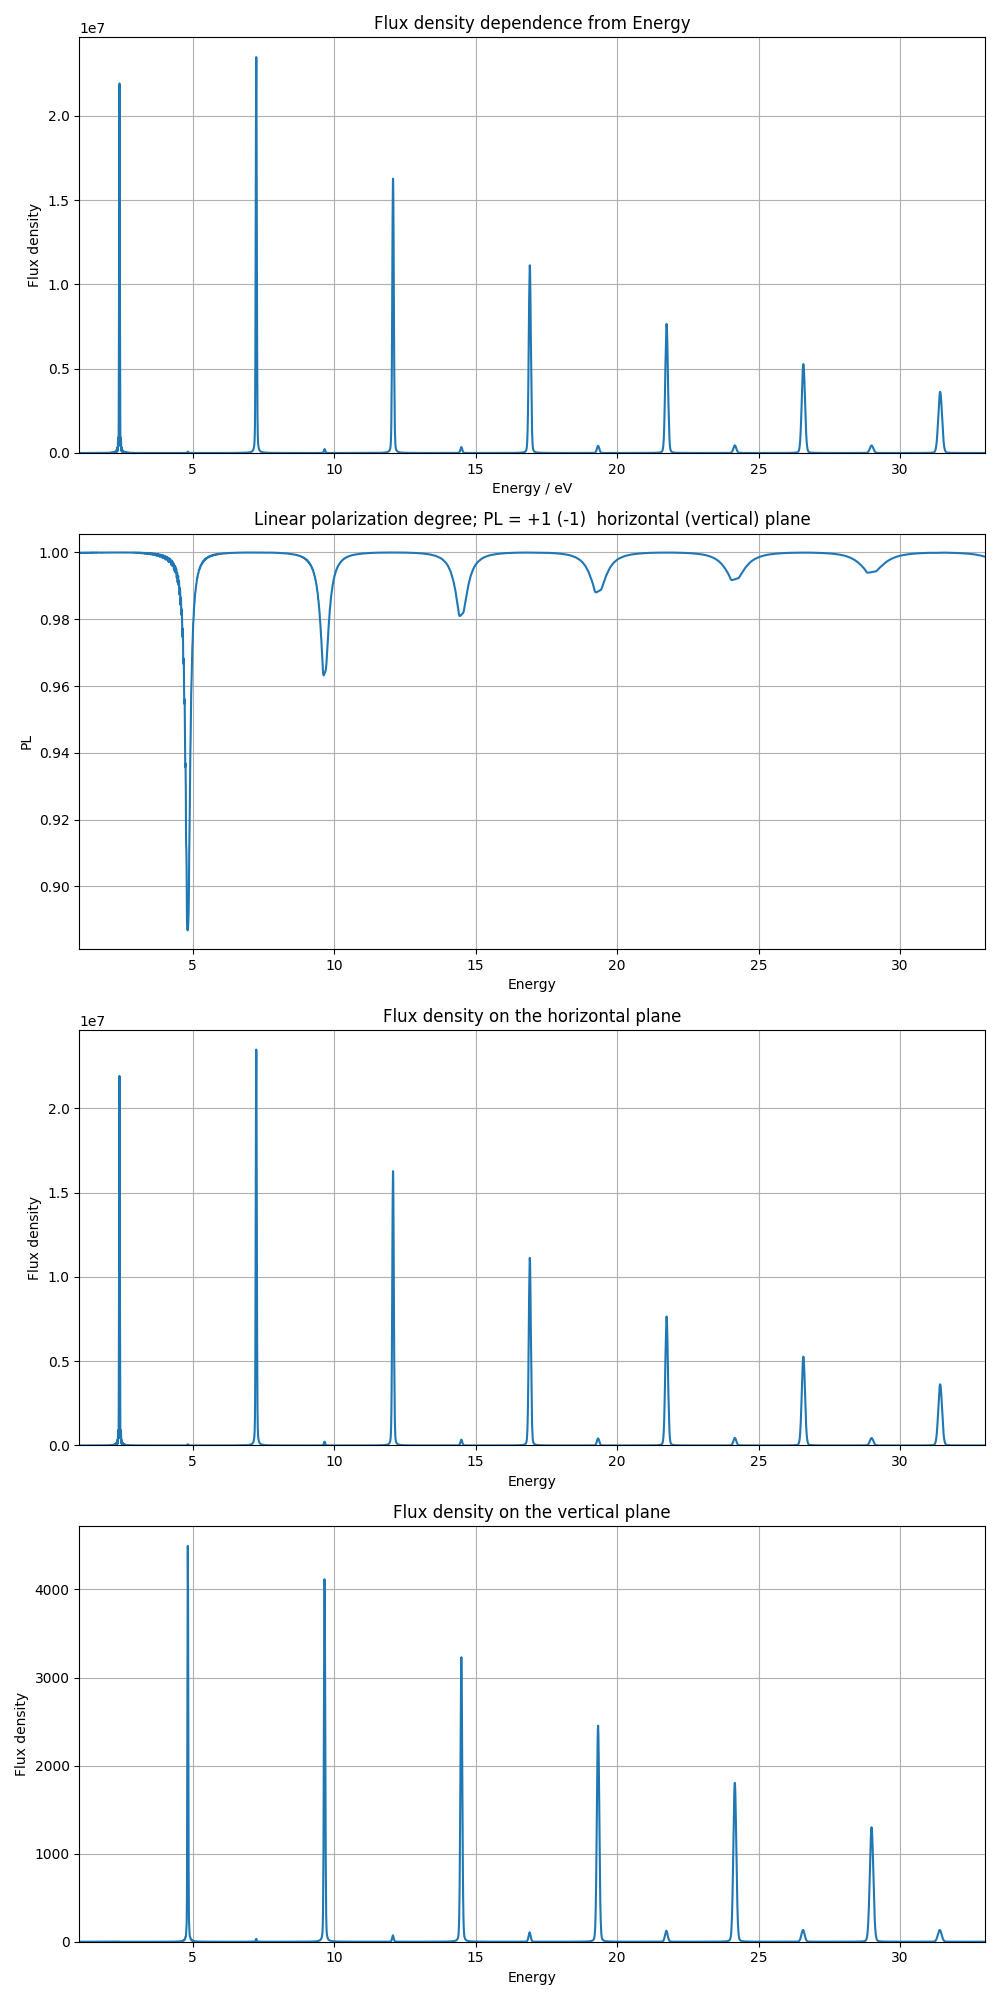 Flux density dependence from Energy
1e7
2.0
1.5
1.0
0.5
0.0
Flux density
5 10 15 20 25 30
Energy / eV
Linear polarization degree; PL = +1 (-1)  horizontal (vertical) plane
1.00
0.98
0.96
0.94
0.92
0.90
PL
5 10 15 20 25 30
Energy
Flux density on the horizontal plane
1e7
2.0
1.5
1.0
0.5
0.0
Flux density
5 10 15 20 25 30
Energy
Flux density on the vertical plane
4000
3000
2000
1000
0
Flux density
5 10 15 20 25 30
Energy